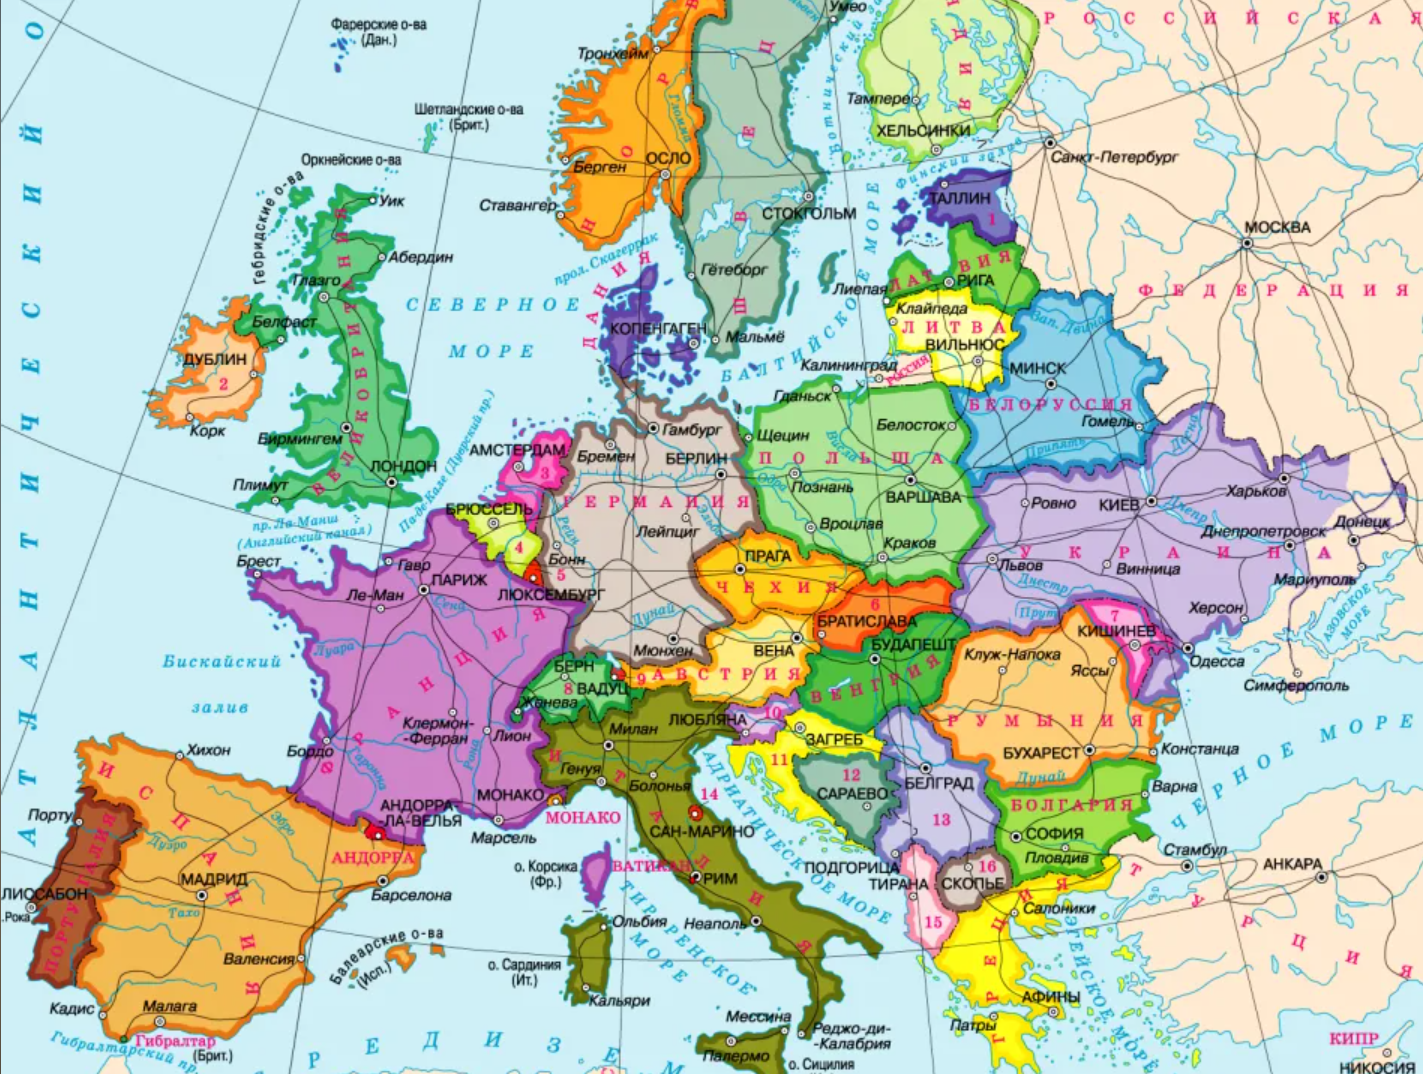 Фарерские о-ва
(Дан.)
Умео
РОССИЙСКАЯ
Тронхейм
Шетландские о-ва
(Брит.)
Тампере
ХЕЛЬСИНКИ
Финский залив
Ботнический
Санкт-Петербург
Оркнейские о-ва
Гебридские о-ва
Уик
Берген
ОСЛО
Гломма
НОР
ШВЕЦ
ДИЯ
Ставангер
СТОКГОЛЬМ
ТАЛЛИН
1
МОСКВА
ФЕДЕРАЦИЯ
прол. Скагеррак
Абердин
Глазго
Гётеборг
ЛАТВИЯ
РИГА
Лиепая
СЕВЕРНОЕ
МОРЕ
ДАНИЯ
КОПЕНГАГЕН
Мальмё
БАЛТИЙСКОЕ МОРЕ
Клайпеда
ЛИТВА
ВИЛЬНЮС
Зап. Двина
Белфаст
ДУБЛИН
2
Корк
ВЕЛИКОБРИТАНИЯ
Калининград
РОССИЯ
МИНСК
БЕЛОРУССИЯ
Гданьск
Гомель
Припять
Десна
Белосток
Бирмингем
ЛОНДОН
Плимут
пр. Ла-Манш
(Английский канал)
Па-де-Кале (Дуврский пр.)
АМСТЕРДАМ
3
Гамбург
Бремен
БЕРЛИН
Щецин
ПОЛЬША
Висла
Одра
Познань
ВАРШАВА
ГЕРМАНИЯ
Эльба
Рейн
Лейпциг
Вроцлав
Краков
Ровно
КИЕВ
Днепр
Харьков
Днепропетровск
Донецк
УКРАИНА
Львов
Винница
Мариуполь
Днестр
Прут
Херсон
АЗОВСКОЕ
МОРЕ
БРЮССЕЛЬ
4
Бонн
5
ЛЮКСЕМБУРГ
Брест
Гавр
ПАРИЖ
Сена
Ле-Ман
ПРАГА
ЧЕХИЯ
6
БРАТИСЛАВА
7
КИШИНЕВ
Одесса
Симферополь
Луара
ФРАНЦИЯ
Дунай
Мюнхен
ВЕНА
БУДАПЕШТ
Клуж-Напока
Яссы
Бискайский
залив
БЕРН
8
ВАДУЦ
9
АВСТРИЯ
ВЕНГРИЯ
Женева
Клермон-
-Ферран
Лион
Рона
Милан
ЛЮБЛЯНА
10
РУМЫНИЯ
ЗАГРЕБ
11
БУХАРЕСТ
Констанца
Дунай
ЧЕРНОЕ МОРЕ
Хихон
Бордо
Гаронна
Генуя
Болонья
12
САРАЕВО
БЕЛГРАД
13
БОЛГАРИЯ
Варна
АНДОРРА-
-ЛА-ВЕЛЬЯ
МОНАКО
МОНАКО
Марсель
14
САН-МАРИНО
АДРИАТИЧЕСКОЕ МОРЕ
СОФИЯ
Пловдив
Порту
ИСПАНИЯ
Эбро
Дуэро
АНДОРРА
Стамбул
АНКАРА
о. Корсика
(Фр.)
ВАТИКАН
РИМ
ИТАЛИЯ
ПОДГОРИЦА
ТИРАНА
16
СКОПЬЕ
15
ЛИССАБОН
Рока
ПОРТУГАЛИЯ
МАДРИД
Тахо
Барселона
Ольбия
ТИРРЕНСКОЕ
МОРЕ
Неаполь
Салоники
ГРЕЦИЯ
ТУРЦИЯ
ЭГЕЙСКОЕ МОРЕ
Балеарские о-ва
(Исп.)
Валенсия
о. Сардиния
(Ит.)
Кальяри
Кадис
Малага
Гибралтар
(Брит.)
Гибралтарский пр.
АФИНЫ
Патры
Мессина
Реджо-ди-
-Калабрия
Палермо
о. Сицилия
КИПР
НИКОСИЯ
РЕДИЗЕМ
АТЛАНТИЧЕСКИЙ О